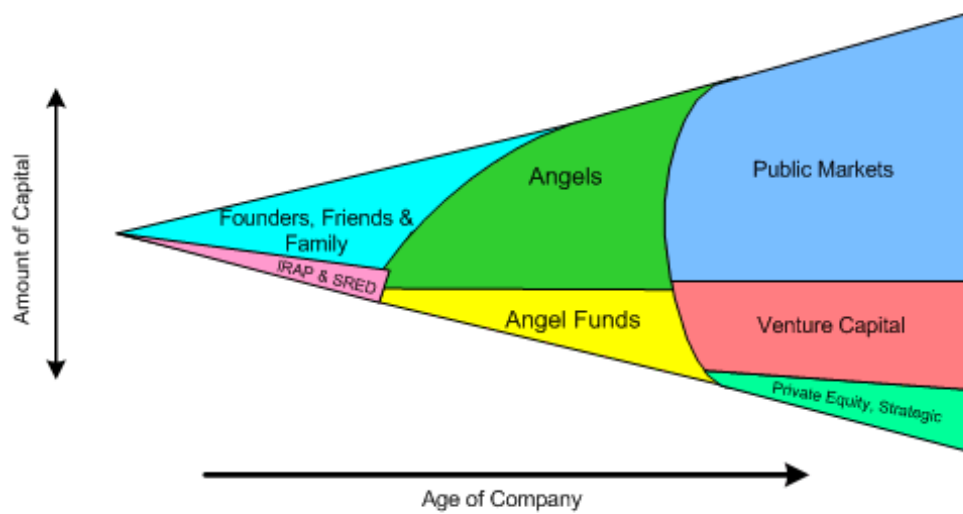 Amount of Capital
Founders, Friends &
Family
IRAP & SRED
Angels
Angel Funds
Public Markets
Venture Capital
Private Equity, Strategic
Age of Company